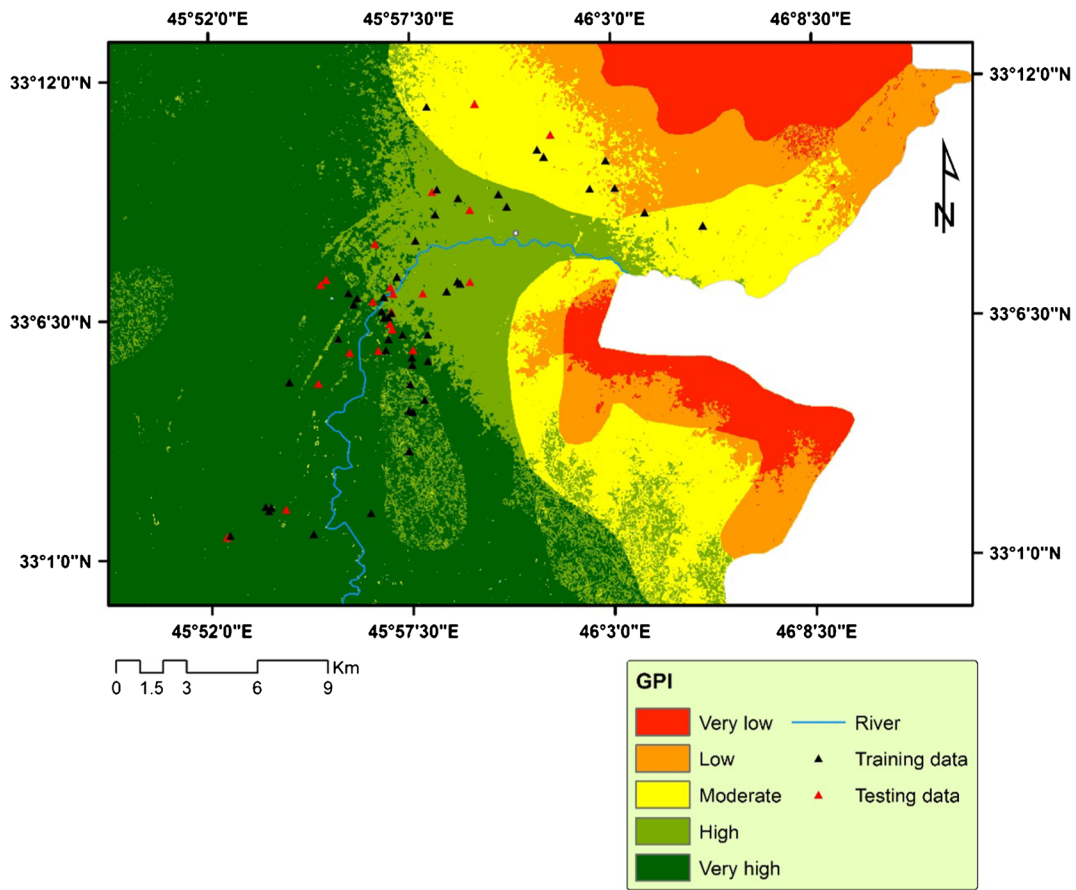 45°52'0"E 45°57'30"E 46°3'0"E 46°8'30"E
33°12'0"N 33°12'0"N
N
33°6'30"N 33°6'30"N
33°1'0"N 33°1'0"N
45°52'0"E 45°57'30"E 46°3'0"E 46°8'30"E
Km
0 1.5 3 6 9
GPI
Very low River
Low Training data
Moderate Testing data
High
Very high